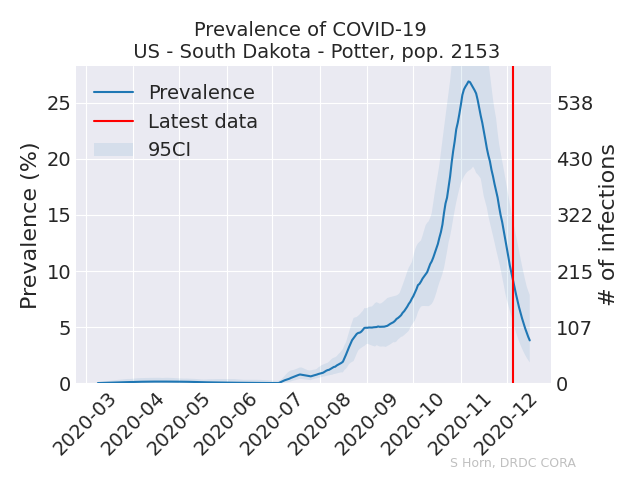 Prevalence of COVID-19
US - South Dakota - Potter, pop. 2153
Prevalence
Latest data
95CI
Prevalence (%)
25
20
15
10
5
0
538
430
322
215
107
0
# of infections
2020-03
2020-04
2020-05
2020-06
2020-07
2020-08
2020-09
2020-10
2020-11
2020-12
S Horn, DRDC CORA